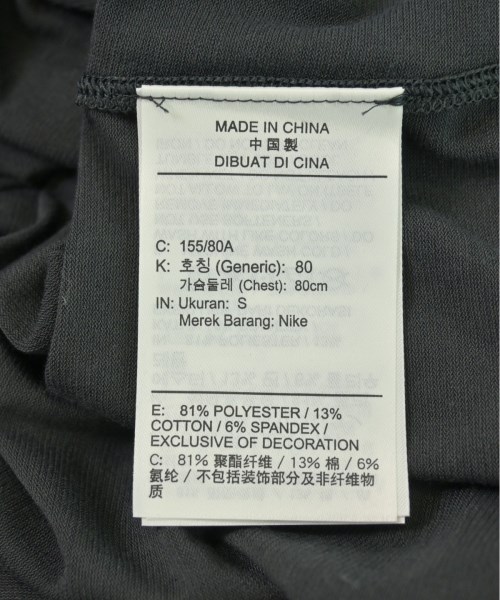 MADE IN CHINA
中国製
DIBUAT DI CINA
C: 155/80A
K: 호칭 (Generic): 80
가슴둘레 (Chest): 80cm
IN: Ukuran: S
Merek Barang: Nike
E: 81% POLYESTER / 13%
COTTON / 6% SPANDEX /
EXCLUSIVE OF DECORATION
C: 81% 聚酯纤维 / 13% 棉 / 6%
氨纶 / 不包括装饰部分及非纤维物
质